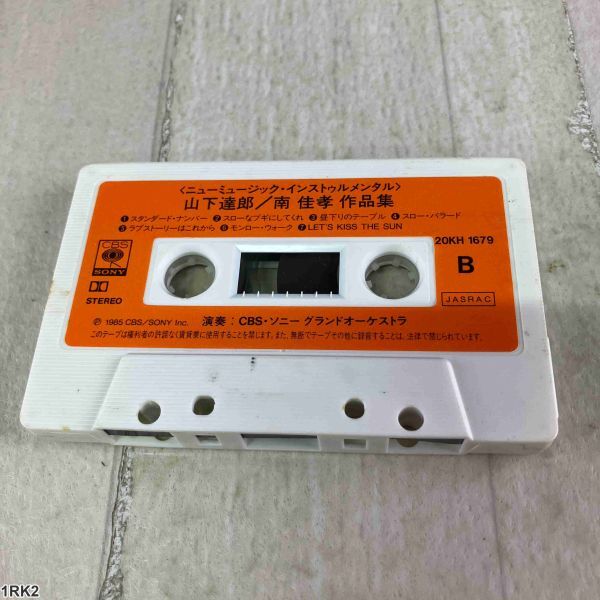 〈ニューミュージック・インストゥルメンタル〉
山下達郎／南 佳孝 作品集
❶スタンダード・ナンバー ❷スローなブギにしてくれ ❸昼下りのテーブル ❹スロー・バラード
❺ラブストーリーはこれから ❻モンロー・ウォーク ❼LET'S KISS THE SUN
CBS
SONY
20KH 1679
B
STEREO
JASRAC
Ⓟ 1985 CBS/SONY Inc. 演奏：CBS・ソニー グランドオーケストラ
このテープは権利者の許諾なく賃貸業に使用することを禁じます。また、無断でテープその他に録音することは、法律で禁じられています。
1RK2